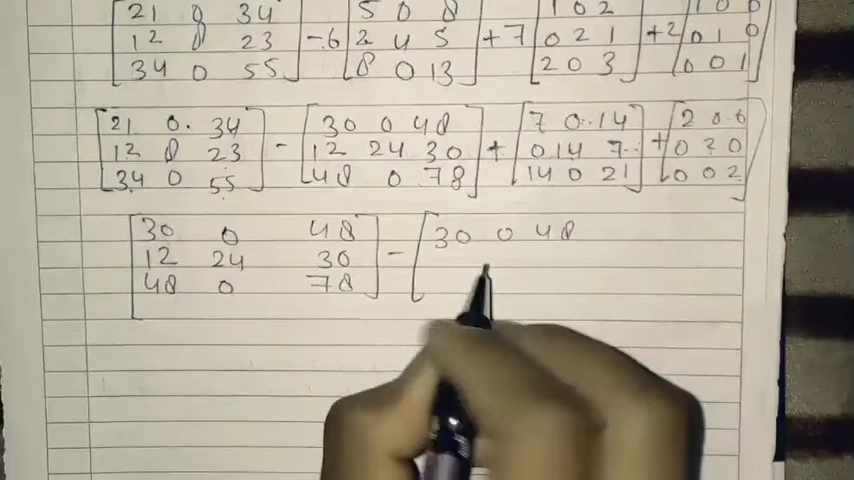 21 0 34 5 0 8 1 0 2 1 0 0
12 8 23 - 6 2 4 5 + 7 0 2 1 + 2 0 1 0
34 0 55 8 0 13 2 0 3 0 0 1
21 0. 34 30 0 48 7 0..14 2 0 0
12 8 23 - 12 24 30 + 0 14 7 + 0 2 0
34 0 55 48 0 78 14 0 21 0 0 2
30 0 48 30 0 48
12 24 30 -
48 0 78